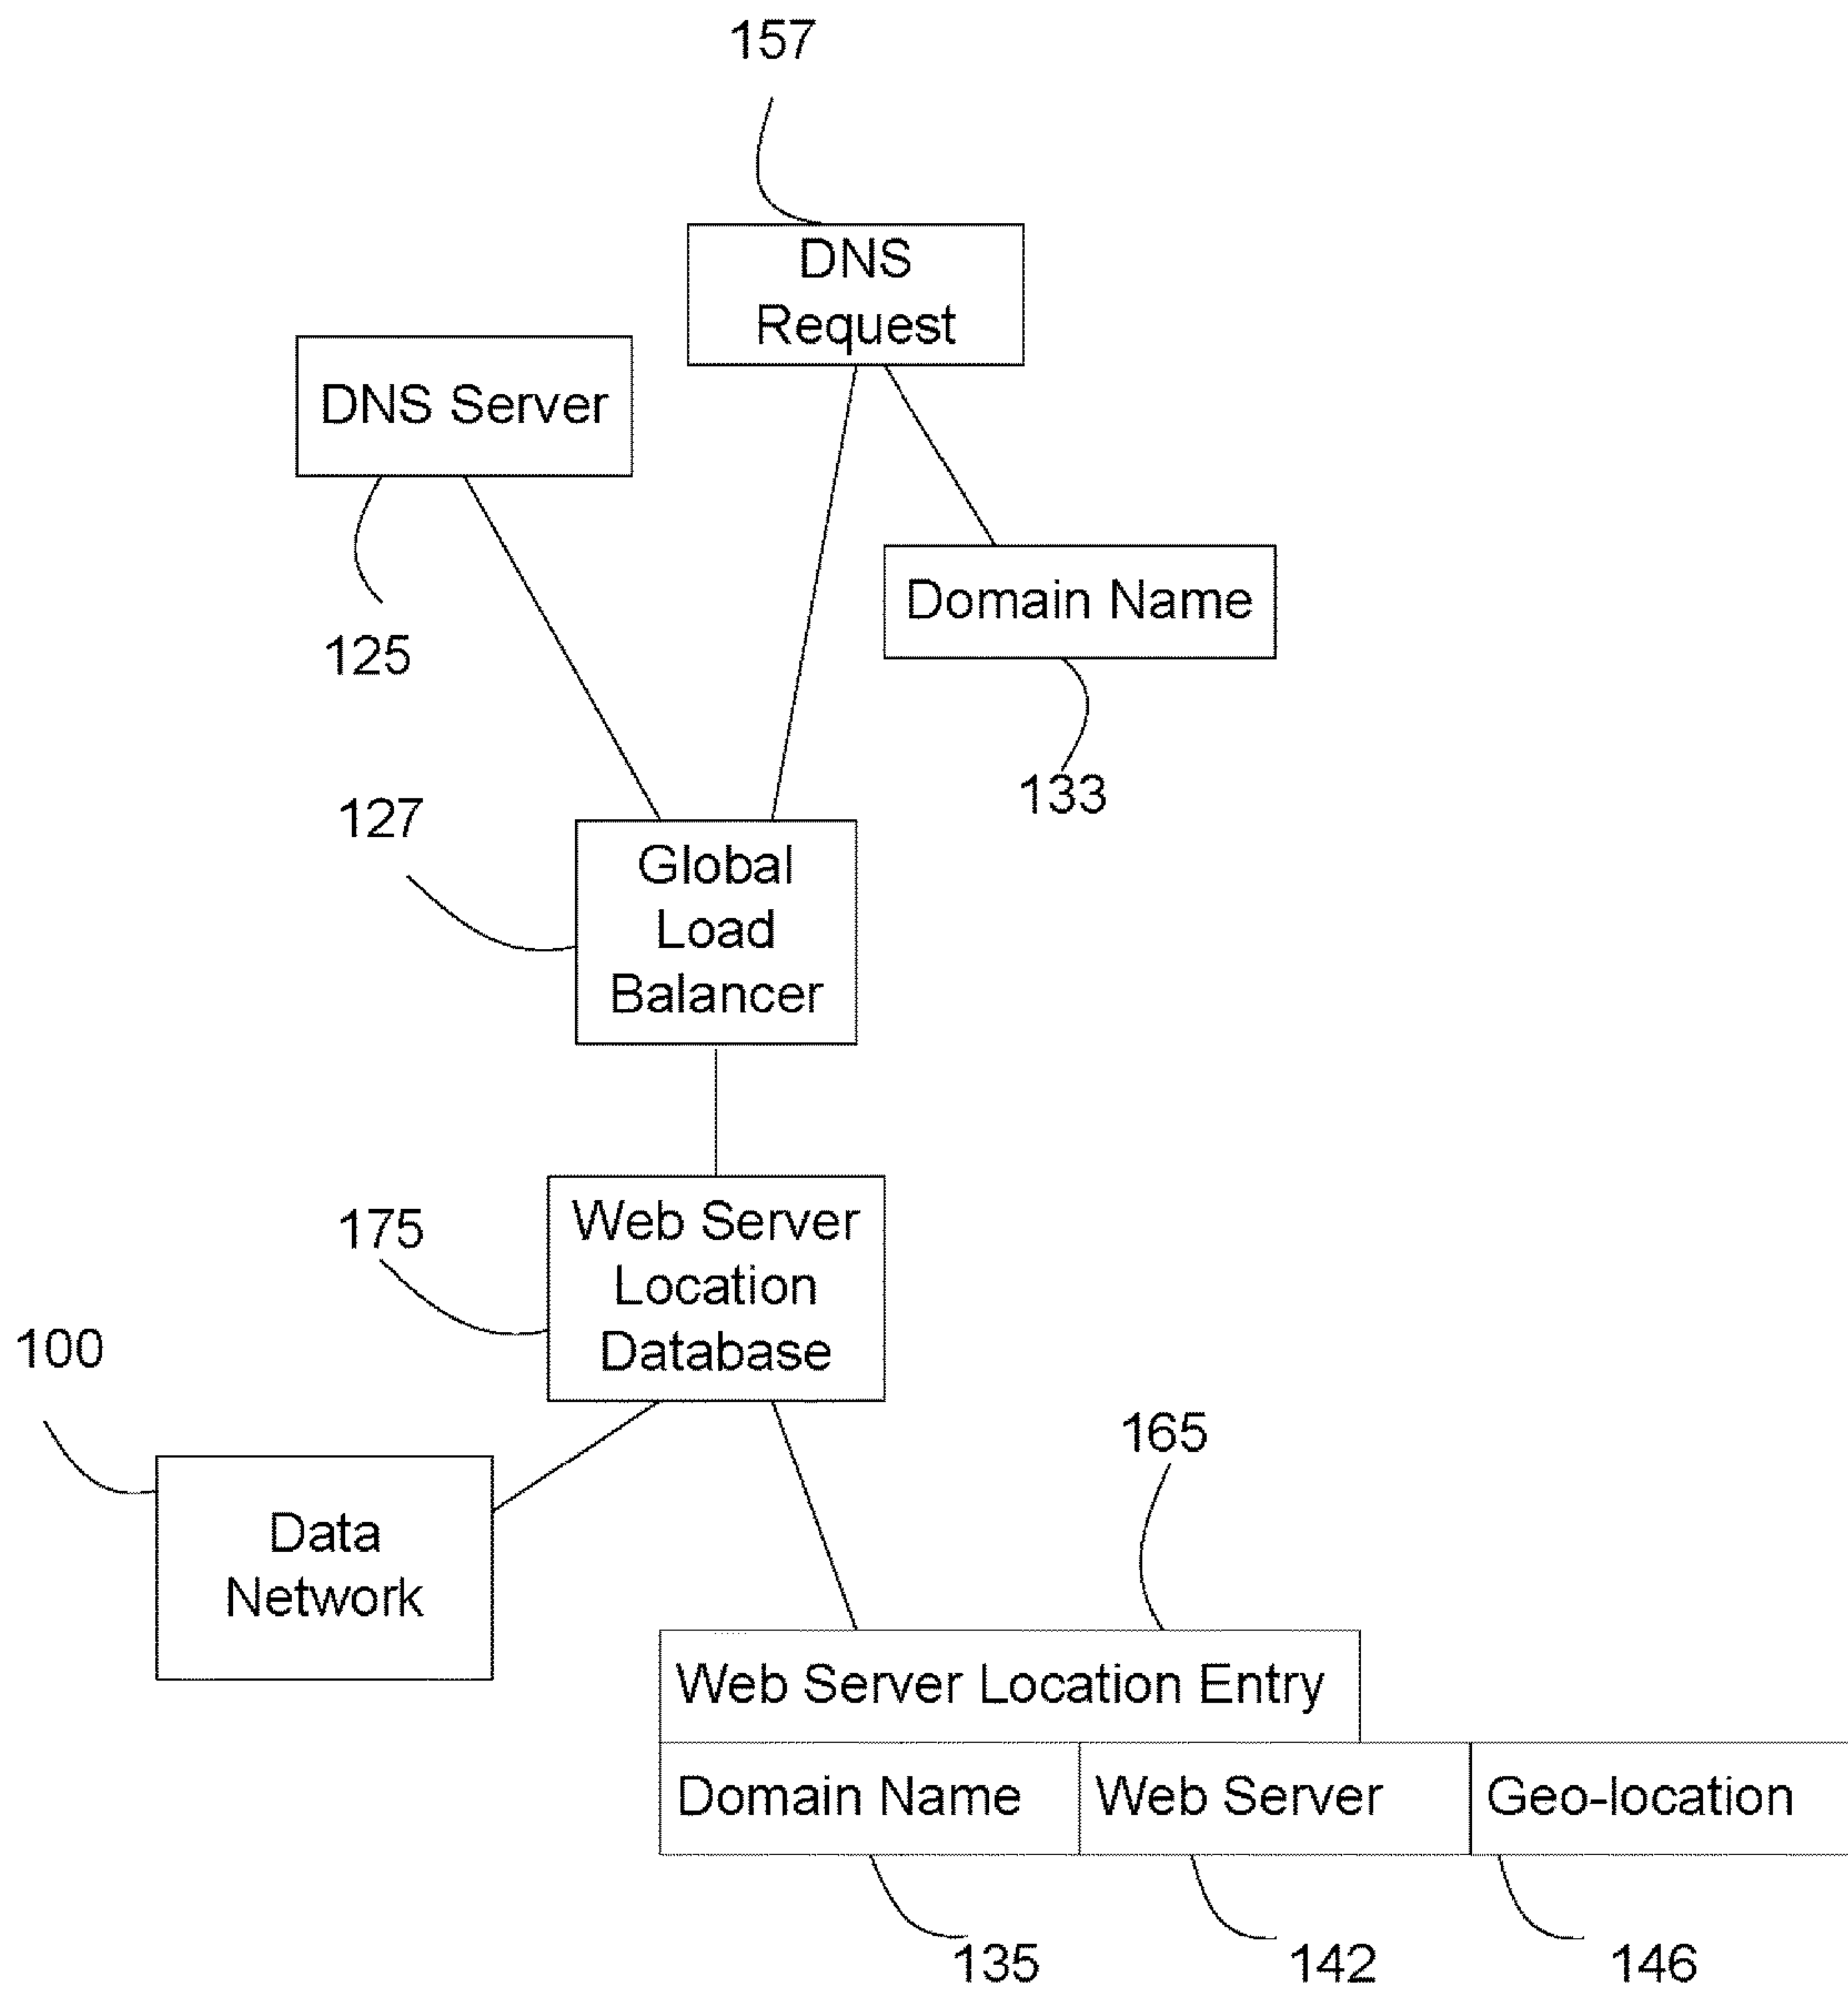 157
DNS
Request
DNS Server
125
Domain Name
133
127
Global
Load
Balancer
175
Web Server
Location
Database
100
Data
Network
165
Web Server Location Entry
Domain Name
Web Server
Geo-location
135
142
146